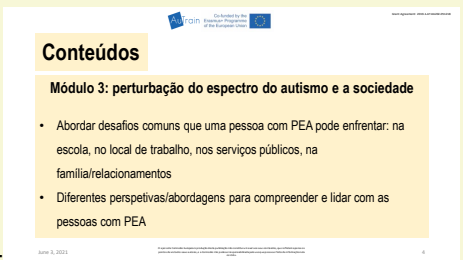 AuTrain
Co-funded by the
Erasmus+ Programme
of the European Union
Conteúdos
Módulo 3: perturbação do espectro do autismo e a sociedade
• Abordar desafios comuns que uma pessoa com PEA pode enfrentar: na
escola, no local de trabalho, nos serviços públicos, na
família/relacionamentos
• Diferentes perspetivas/abordagens para compreender e lidar com as
pessoas com PEA
June 3, 2021